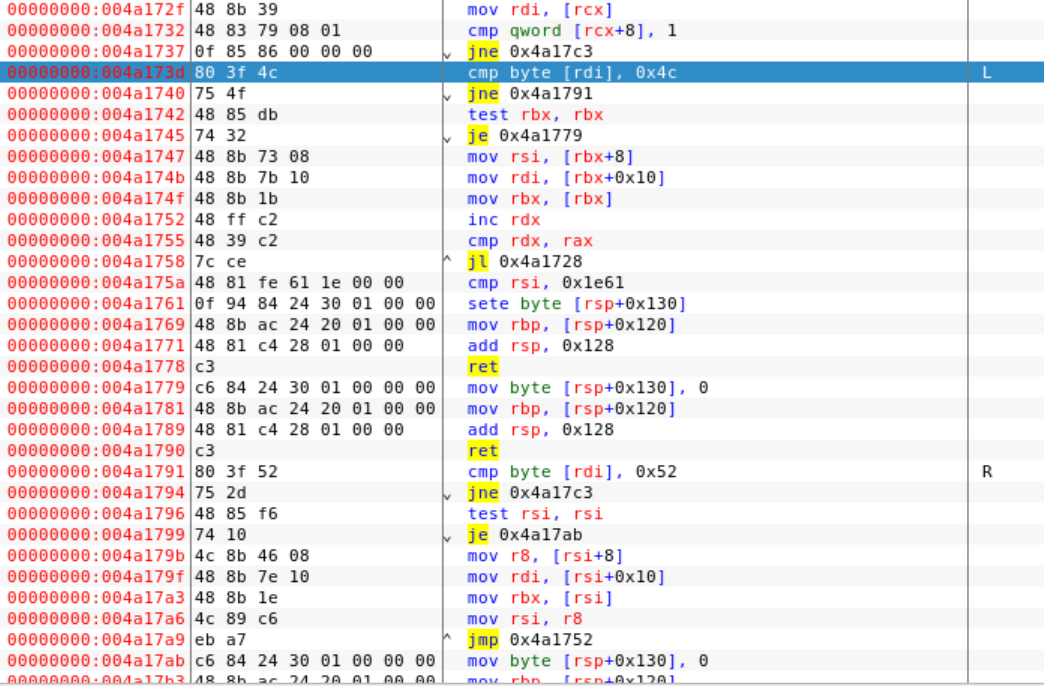 00000000:004a172f 48 8b 39 mov rdi, [rcx]
00000000:004a1732 48 83 79 08 01 cmp qword [rcx+8], 1
00000000:004a1737 0f 85 86 00 00 00 jne 0x4a17c3
00000000:004a173d 80 3f 4c cmp byte [rdi], 0x4c L
00000000:004a1740 75 4f jne 0x4a1791
00000000:004a1742 48 85 db test rbx, rbx
00000000:004a1745 74 32 je 0x4a1779
00000000:004a1747 48 8b 73 08 mov rsi, [rbx+8]
00000000:004a174b 48 8b 7b 10 mov rdi, [rbx+0x10]
00000000:004a174f 48 8b 1b mov rbx, [rbx]
00000000:004a1752 48 ff c2 inc rdx
00000000:004a1755 48 39 c2 cmp rdx, rax
00000000:004a1758 7c ce jl 0x4a1728
00000000:004a175a 48 81 fe 61 1e 00 00 cmp rsi, 0x1e61
00000000:004a1761 0f 94 84 24 30 01 00 00 sete byte [rsp+0x130]
00000000:004a1769 48 8b ac 24 20 01 00 00 mov rbp, [rsp+0x120]
00000000:004a1771 48 81 c4 28 01 00 00 add rsp, 0x128
00000000:004a1778 c3 ret
00000000:004a1779 c6 84 24 30 01 00 00 00 mov byte [rsp+0x130], 0
00000000:004a1781 48 8b ac 24 20 01 00 00 mov rbp, [rsp+0x120]
00000000:004a1789 48 81 c4 28 01 00 00 add rsp, 0x128
00000000:004a1790 c3 ret
00000000:004a1791 80 3f 52 cmp byte [rdi], 0x52 R
00000000:004a1794 75 2d jne 0x4a17c3
00000000:004a1796 48 85 f6 test rsi, rsi
00000000:004a1799 74 10 je 0x4a17ab
00000000:004a179b 4c 8b 46 08 mov r8, [rsi+8]
00000000:004a179f 48 8b 7e 10 mov rdi, [rsi+0x10]
00000000:004a17a3 48 8b 1e mov rbx, [rsi]
00000000:004a17a6 4c 89 c6 mov rsi, r8
00000000:004a17a9 eb a7 jmp 0x4a1752
00000000:004a17ab c6 84 24 30 01 00 00 00 mov byte [rsp+0x130], 0
00000000:004a17b3 48 8b ac 24 20 01 00 00 mov rbp, [rsp+0x120]